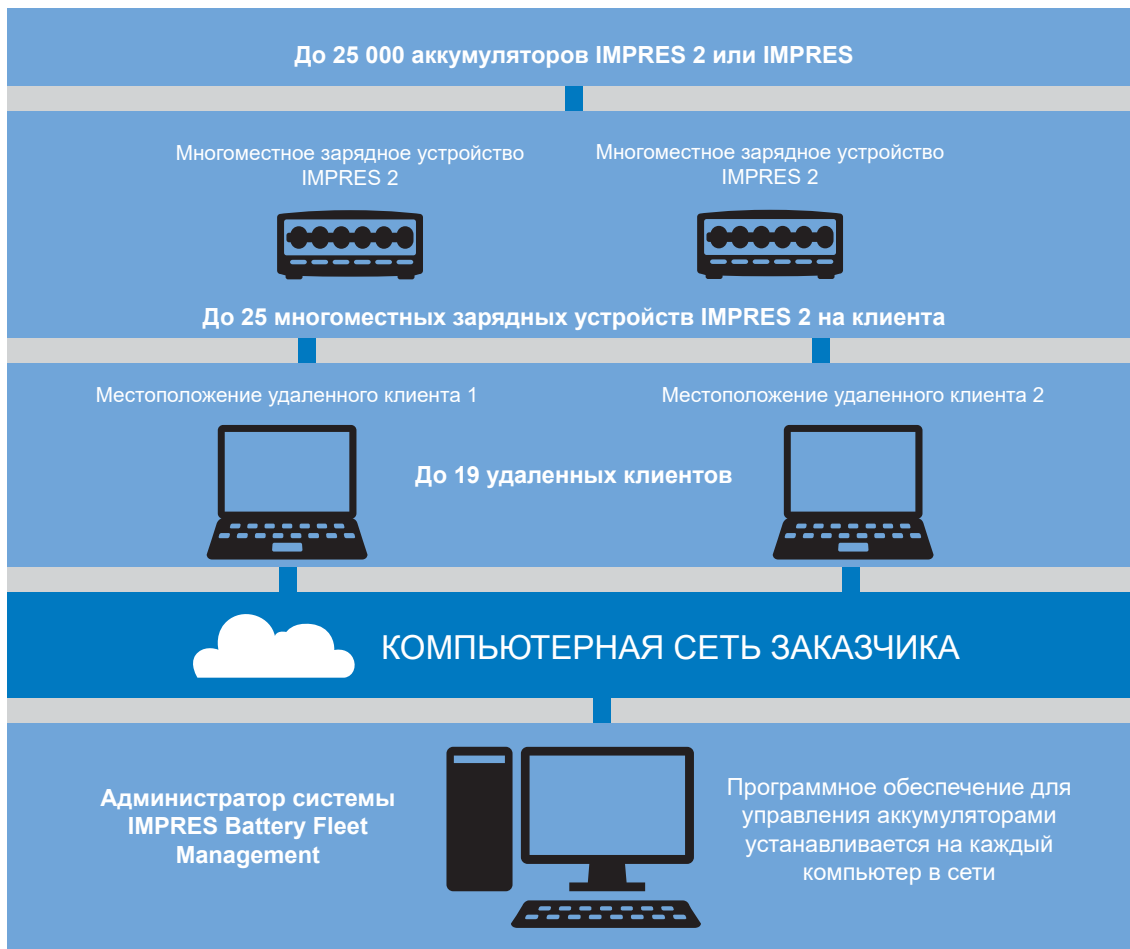 До 25 000 аккумуляторов IMPRES 2 или IMPRES
Многоместное зарядное устройство
IMPRES 2
Многоместное зарядное устройство
IMPRES 2
До 25 многоместных зарядных устройств IMPRES 2 на клиента
Местоположение удаленного клиента 1
Местоположение удаленного клиента 2
До 19 удаленных клиентов
КОМПЬЮТЕРНАЯ СЕТЬ ЗАКАЗЧИКА
Администратор системы
IMPRES Battery Fleet
Management
Программное обеспечение для
управления аккумуляторами
устанавливается на каждый
компьютер в сети